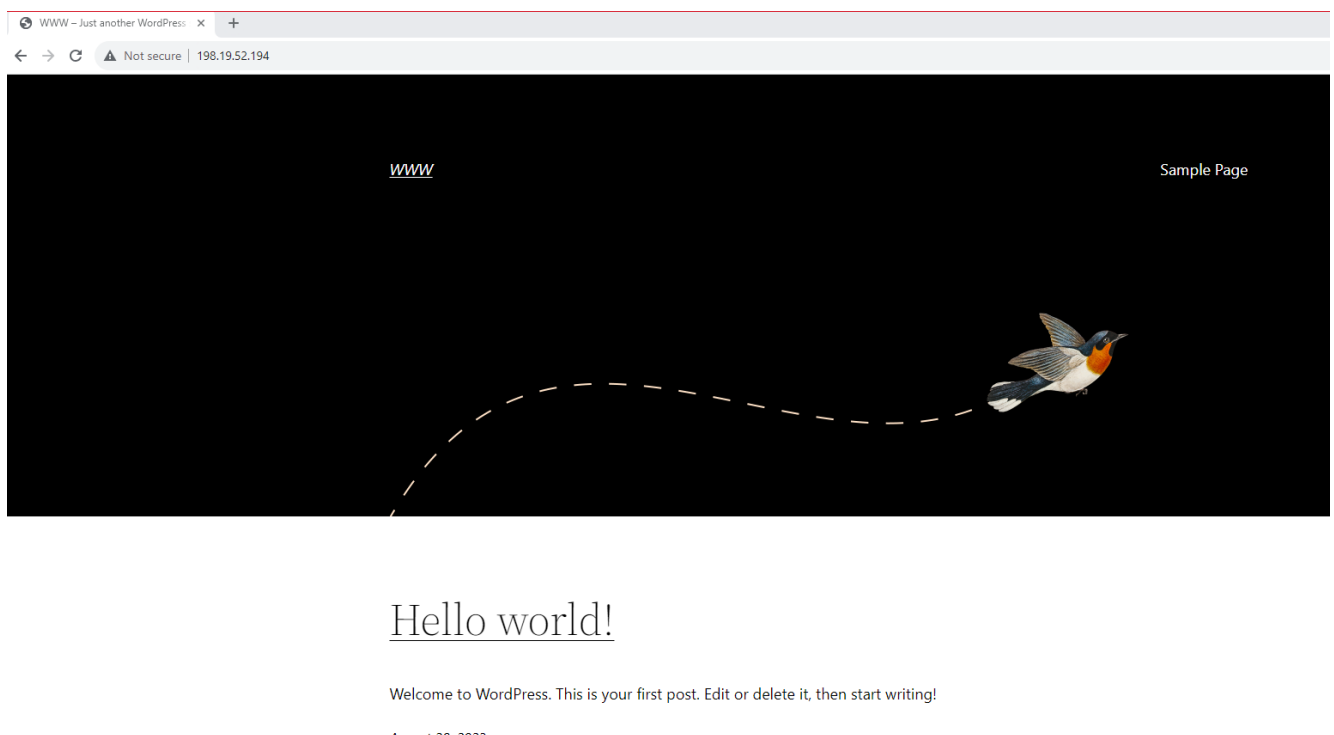 WWW – Just another WordPress
Not secure
198.19.52.194
WWW
Sample Page
Hello world!
Welcome to WordPress. This is your first post. Edit or delete it, then start writing!